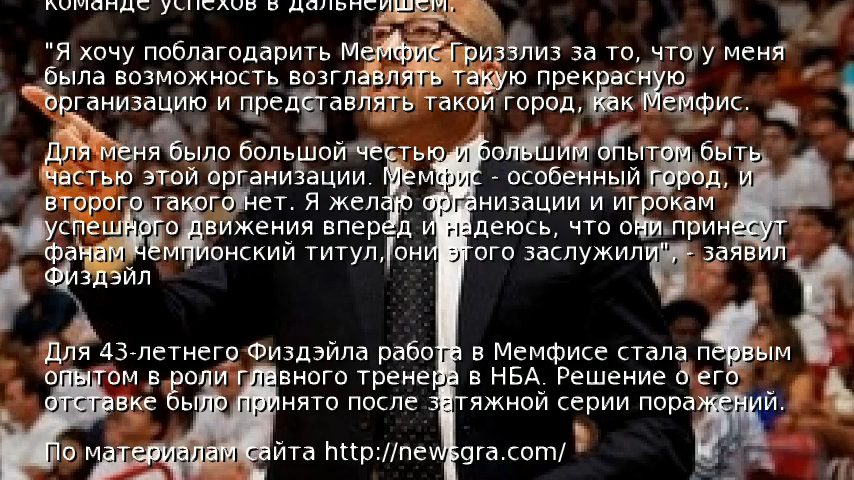 команде успехов в дальнейшем.
"Я хочу поблагодарить Мемфис Гриззлиз за то, что у меня
была возможность возглавлять такую прекрасную
организацию и представлять такой город, как Мемфис.
Для меня было большой честью и большим опытом быть
частью этой организации. Мемфис - особенный город, и
второго такого нет. Я желаю организации и игрокам
успешного движения вперед и надеюсь, что они принесут
фанам чемпионский титул, они этого заслужили", - заявил
Физдэйл
Для 43-летнего Физдэйла работа в Мемфисе стала первым
опытом в роли главного тренера в НБА. Решение о его
отставке было принято после затяжной серии поражений.
По материалам сайта http://newsgra.com/